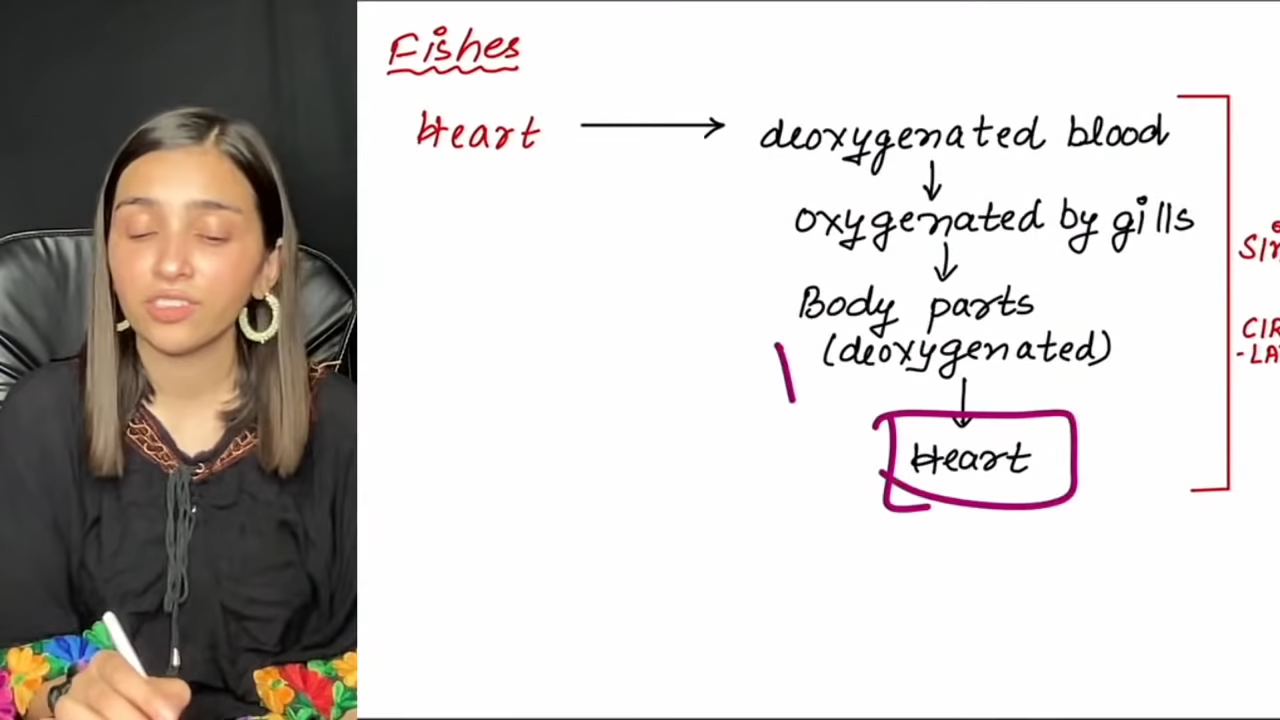 Fishes
Heart → deoxygenated blood
↓
oxygenated by gills
↓
Body parts
(deoxygenated)
↓
Heart